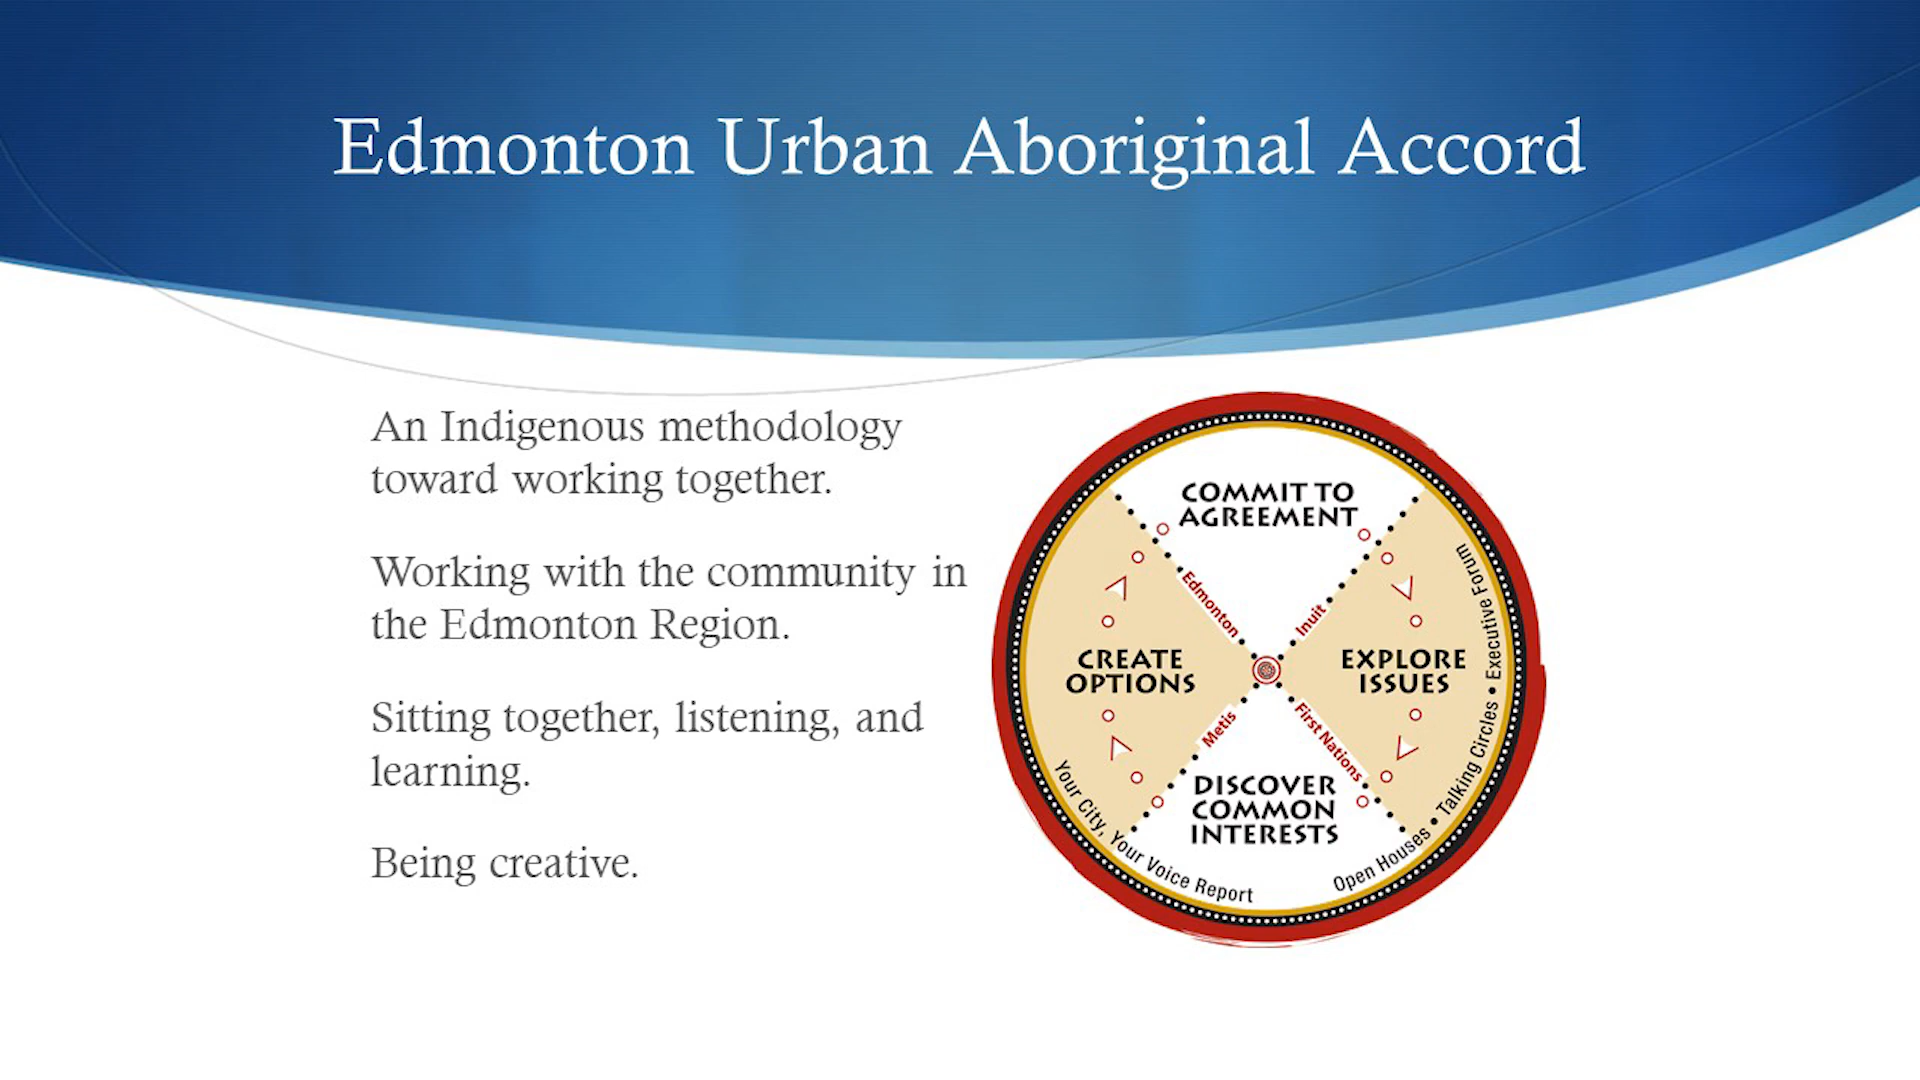 Edmonton Urban Aboriginal Accord
An Indigenous methodology
toward working together.
Working with the community in
the Edmonton Region.
Sitting together, listening, and
learning.
Being creative.
COMMIT TO
AGREEMENT
Edmonton
Inuit
CREATE
OPTIONS
EXPLORE
ISSUES
Metis
First Nations
DISCOVER
COMMON
INTERESTS
Your City, Your Voice Report
Open Houses • Talking Circles • Executive Forum